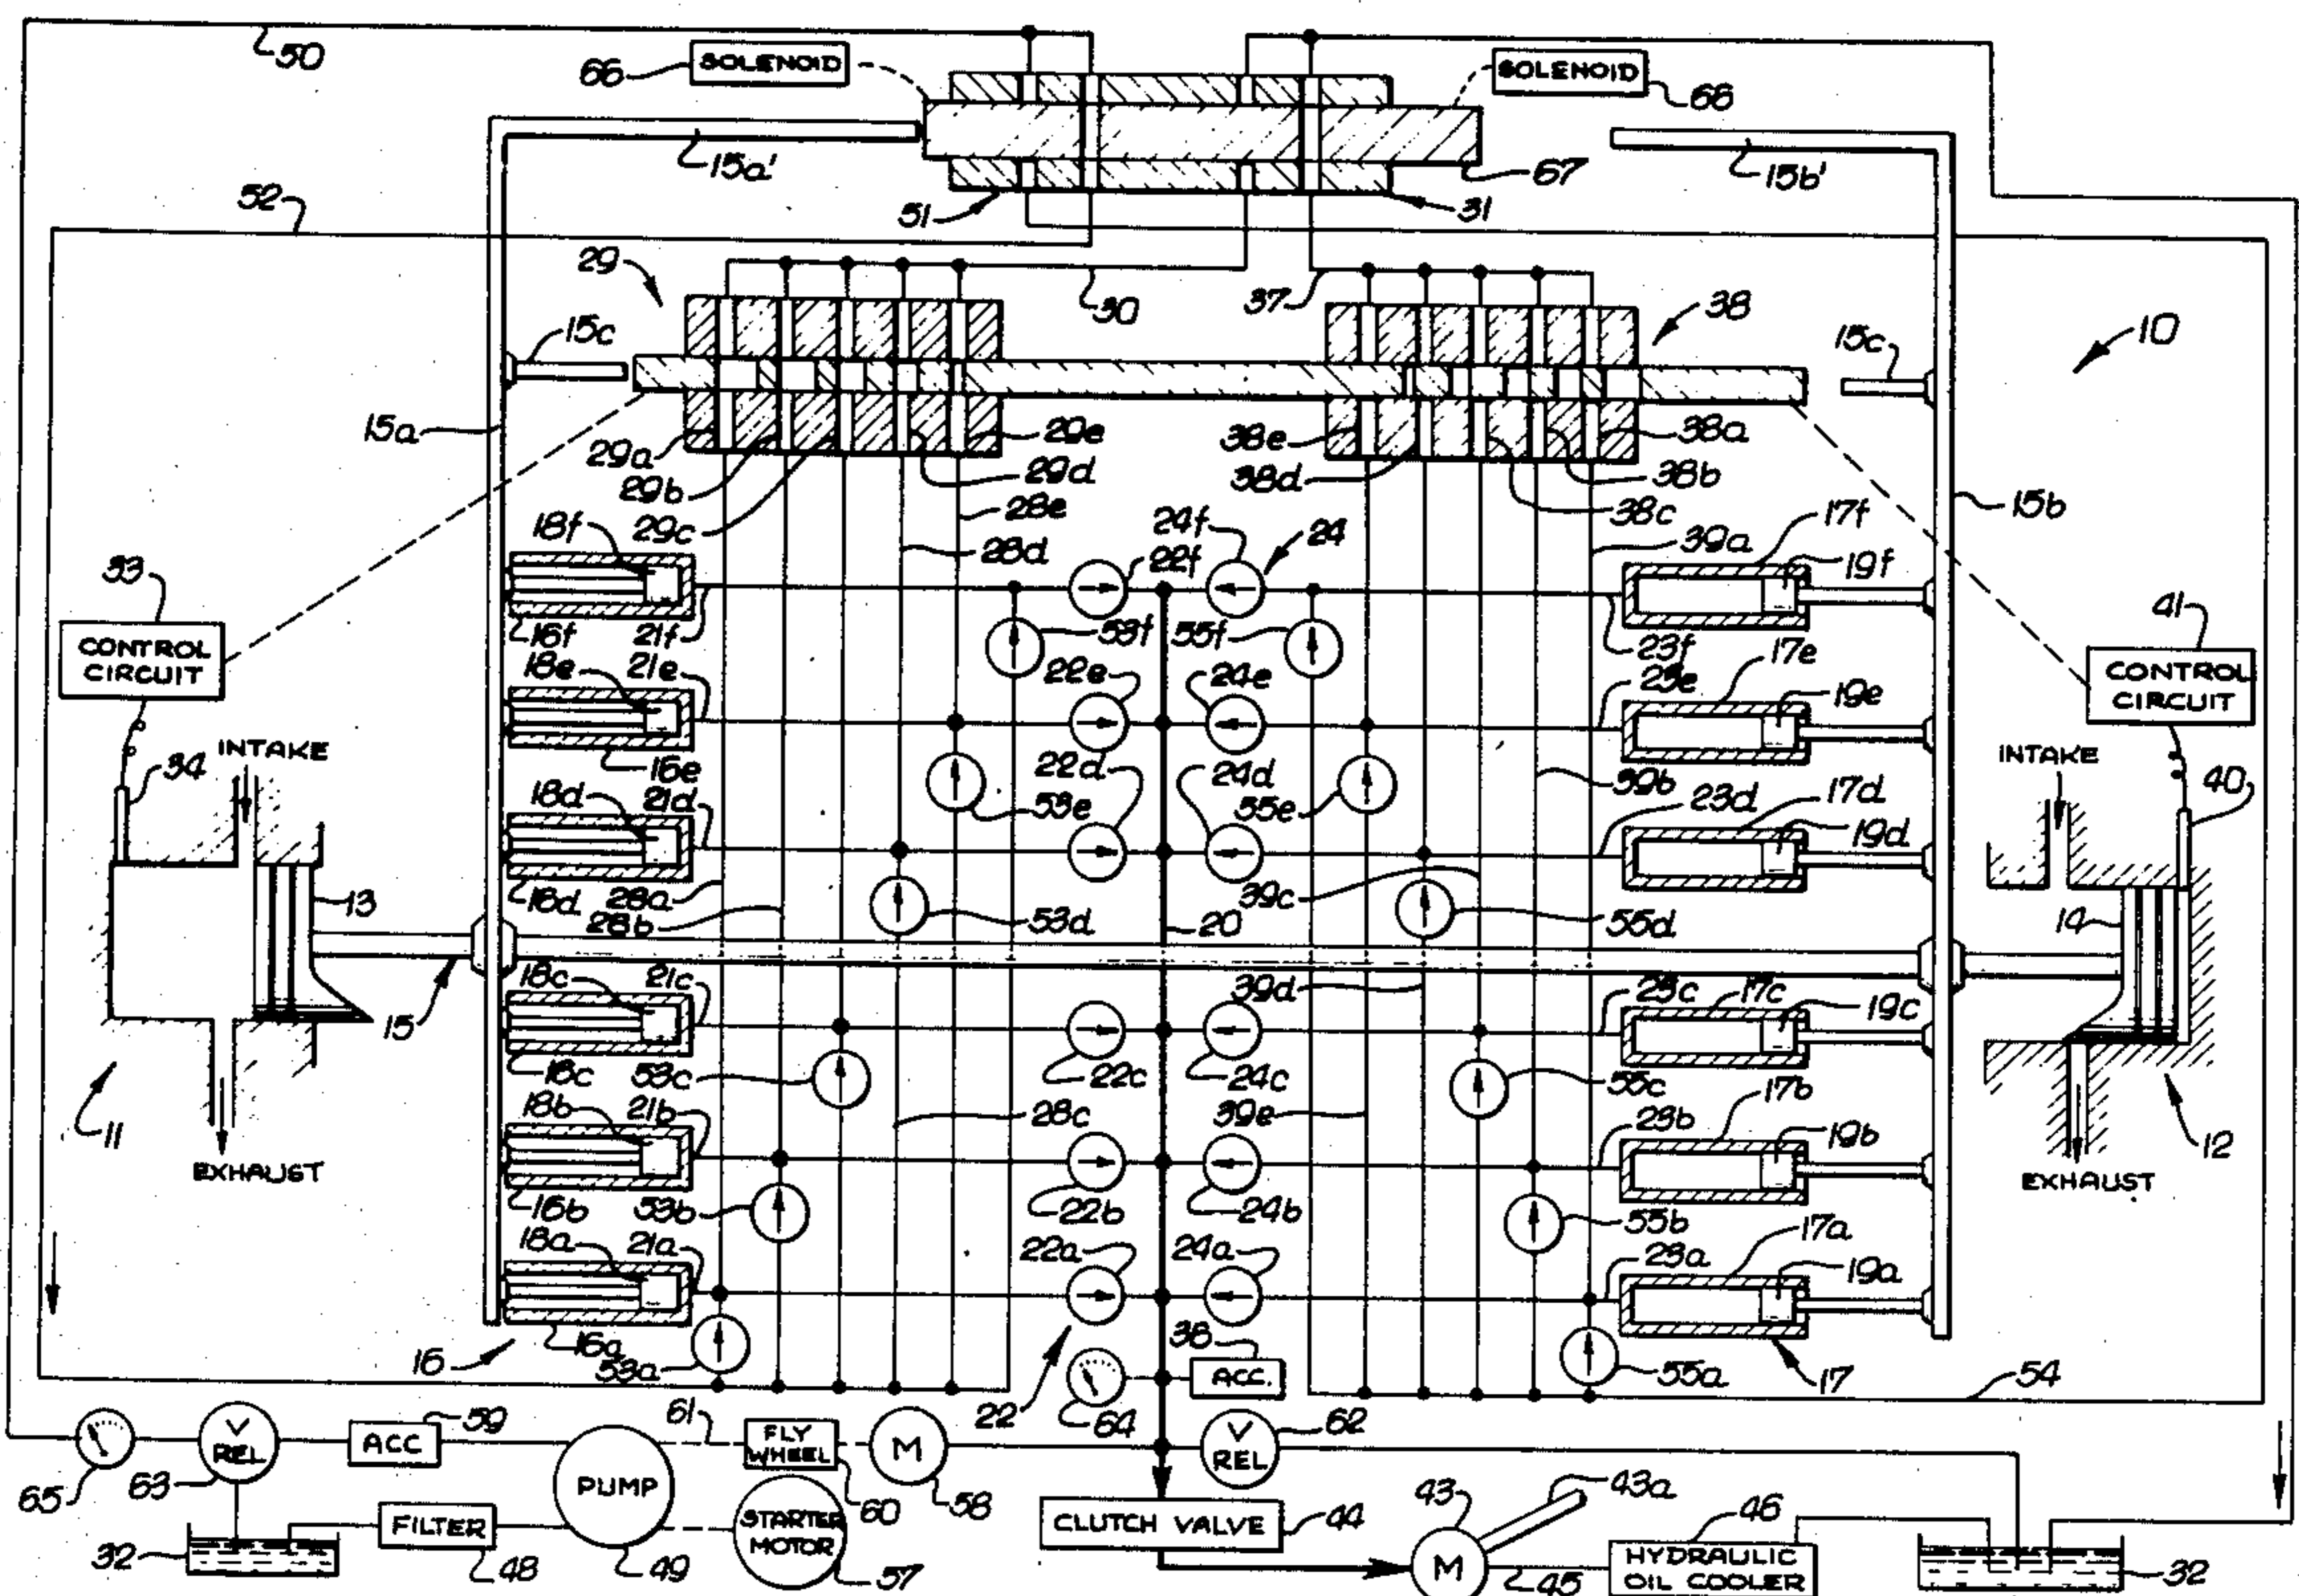 50
66
SOLENOID
SOLENOID
66
15a'
67
15b'
52
51
31
29
30
37
38
10
15c
15c
15a
29a
29e
38e
38a
29b
29d
38d
38b
29c
28e
38c
15b
18f
28d
24f
24
39a
17f
33
22f
19f
CONTROL
CIRCUIT
16f
21f
53f
55f
23f
41
CONTROL
CIRCUIT
18e
21e
22e
24e
23e
17e
19e
INTAKE
34
16e
22d
24d
39b
INTAKE
18d
21d
53e
55e
23d
17d
40
19d
13
16d
28a
39c
14
28b
53d
20
55d
18c
21c
39d
23c
17c
19c
15
16c
53c
22c
24c
55c
11
18b
21b
28c
39e
23b
17b
12
19b
EXHAUST
16b
53b
22b
24b
55b
EXHAUST
18a
21a
22a
24a
23a
17a
19a
16
16a
53a
36
ACC.
55a
17
54
22
64
65
V
REL
63
59
ACC
61
FLY
WHEEL
60
M
58
V
REL
62
PUMP
49
STARTER
MOTOR
57
FILTER
48
32
CLUTCH VALVE
44
43
43a
M
45
46
HYDRAULIC
OIL COOLER
32